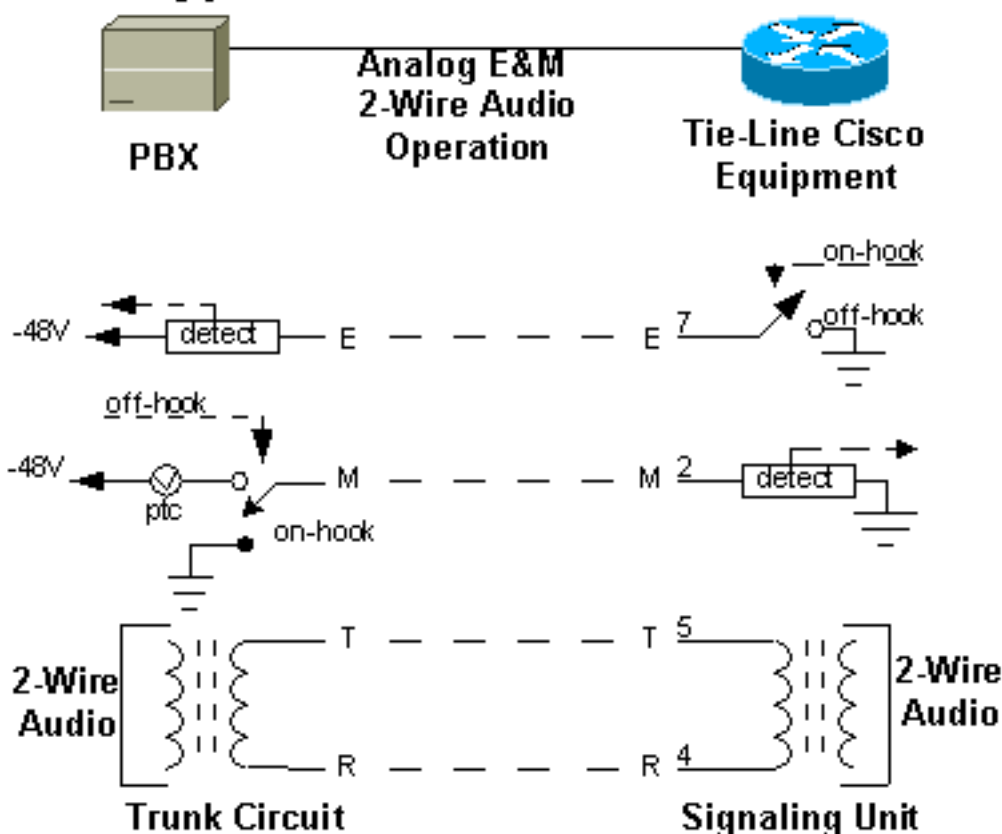 Analog E&M
2-Wire Audio
Operation
PBX
Tie-Line Cisco
Equipment
on-hook
-48V
detect
E
E
7
off-hook
off-hook
-48V
ptc
M
M
2
detect
on-hook
T
T
5
2-Wire
Audio
2-Wire
Audio
R
R
4
Trunk Circuit
Signaling Unit